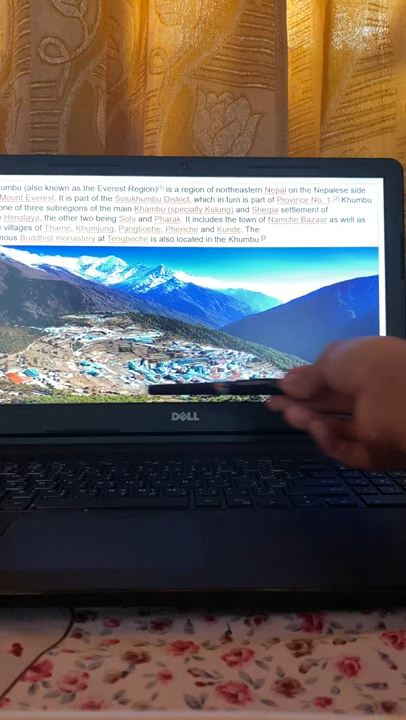 umbu (also known as the Everest Region)[1] is a region of northeastern Nepal on the Nepalese side
Mount Everest. It is part of the Solukhumbu District, which in turn is part of Province No. 1.[2] Khumbu
one of three subregions of the main Khambu (specially Kulung) and Sherpa settlement of
Himalaya, the other two being Solu and Pharak. It includes the town of Namche Bazaar as well as
villages of Thame, Khumjung, Pangboche, Pheriche and Kunde. The
mous Buddhist monastery at Tengboche is also located in the Khumbu.
DELL